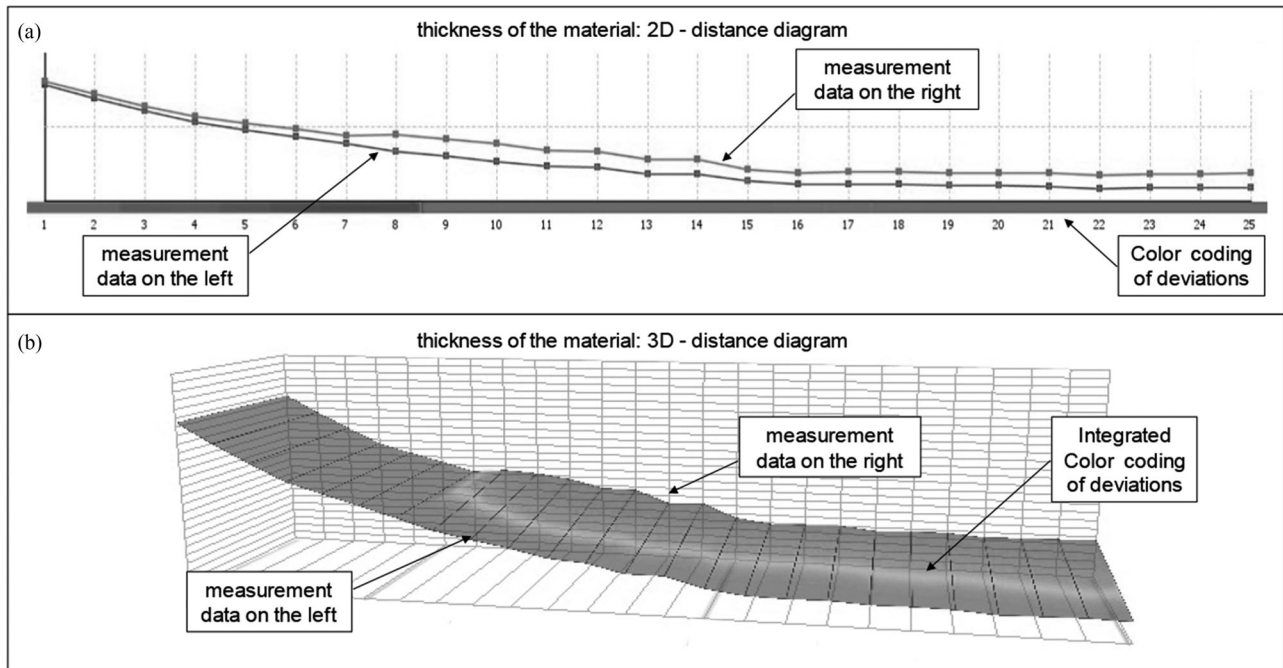 (a)
thickness of the material: 2D - distance diagram
measurement
data on the right
1 2 3 4 5 6 7 8 9 10 11 12 13 14 15 16 17 18 19 20 21 22 23 24 25
measurement
data on the left
Color coding
of deviations
(b)
thickness of the material: 3D - distance diagram
measurement
data on the right
Integrated
Color coding
of deviations
measurement
data on the left